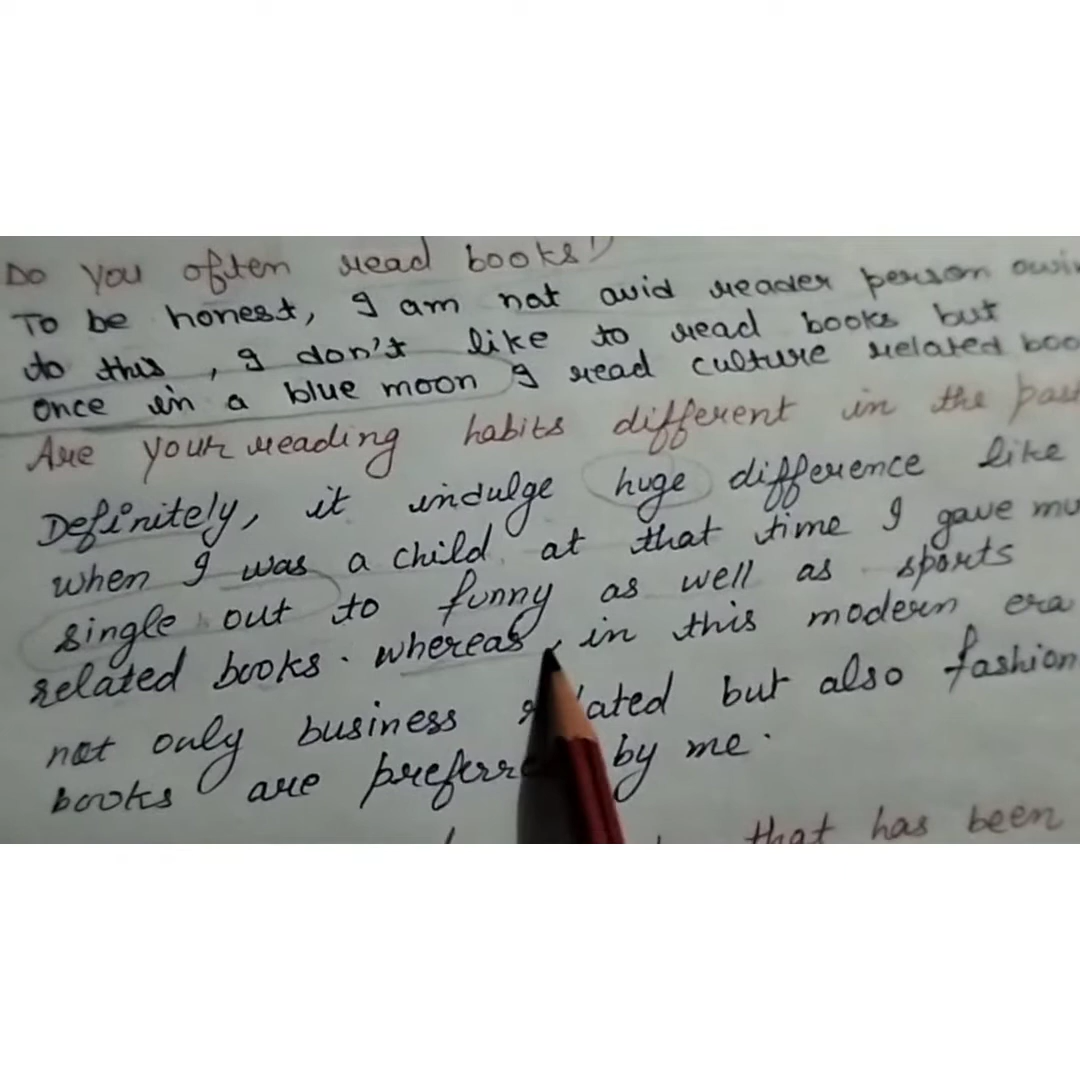 Do you often read books?
To be honest, I am not avid reader person
to this, I don't like to read books but
once in a blue moon I read culture related
Are your reading habits different in the past
Definitely, it indulge huge difference like
when I was a child at that time I gave
single out to funny as well as sports
related books. whereas, in this modern era
not only business but also fashion
books are by me.
that has been